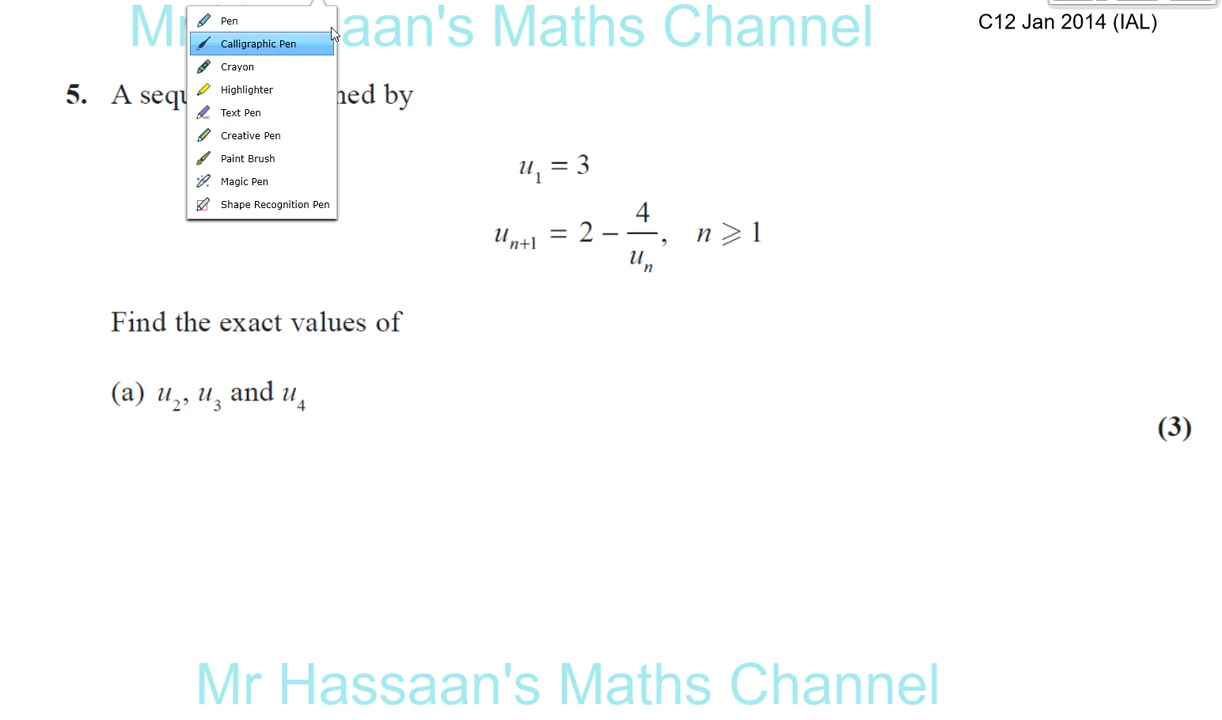 Mr aan's Maths Channel
C12 Jan 2014 (IAL)
Pen
Calligraphic Pen
Crayon
Highlighter
Text Pen
Creative Pen
Paint Brush
Magic Pen
Shape Recognition Pen
5. A sequ ned by
u₁ = 3
uₙ₊₁ = 2 − 4/uₙ, n ⩾ 1
Find the exact values of
(a) u₂, u₃ and u₄
(3)
Mr Hassaan's Maths Channel